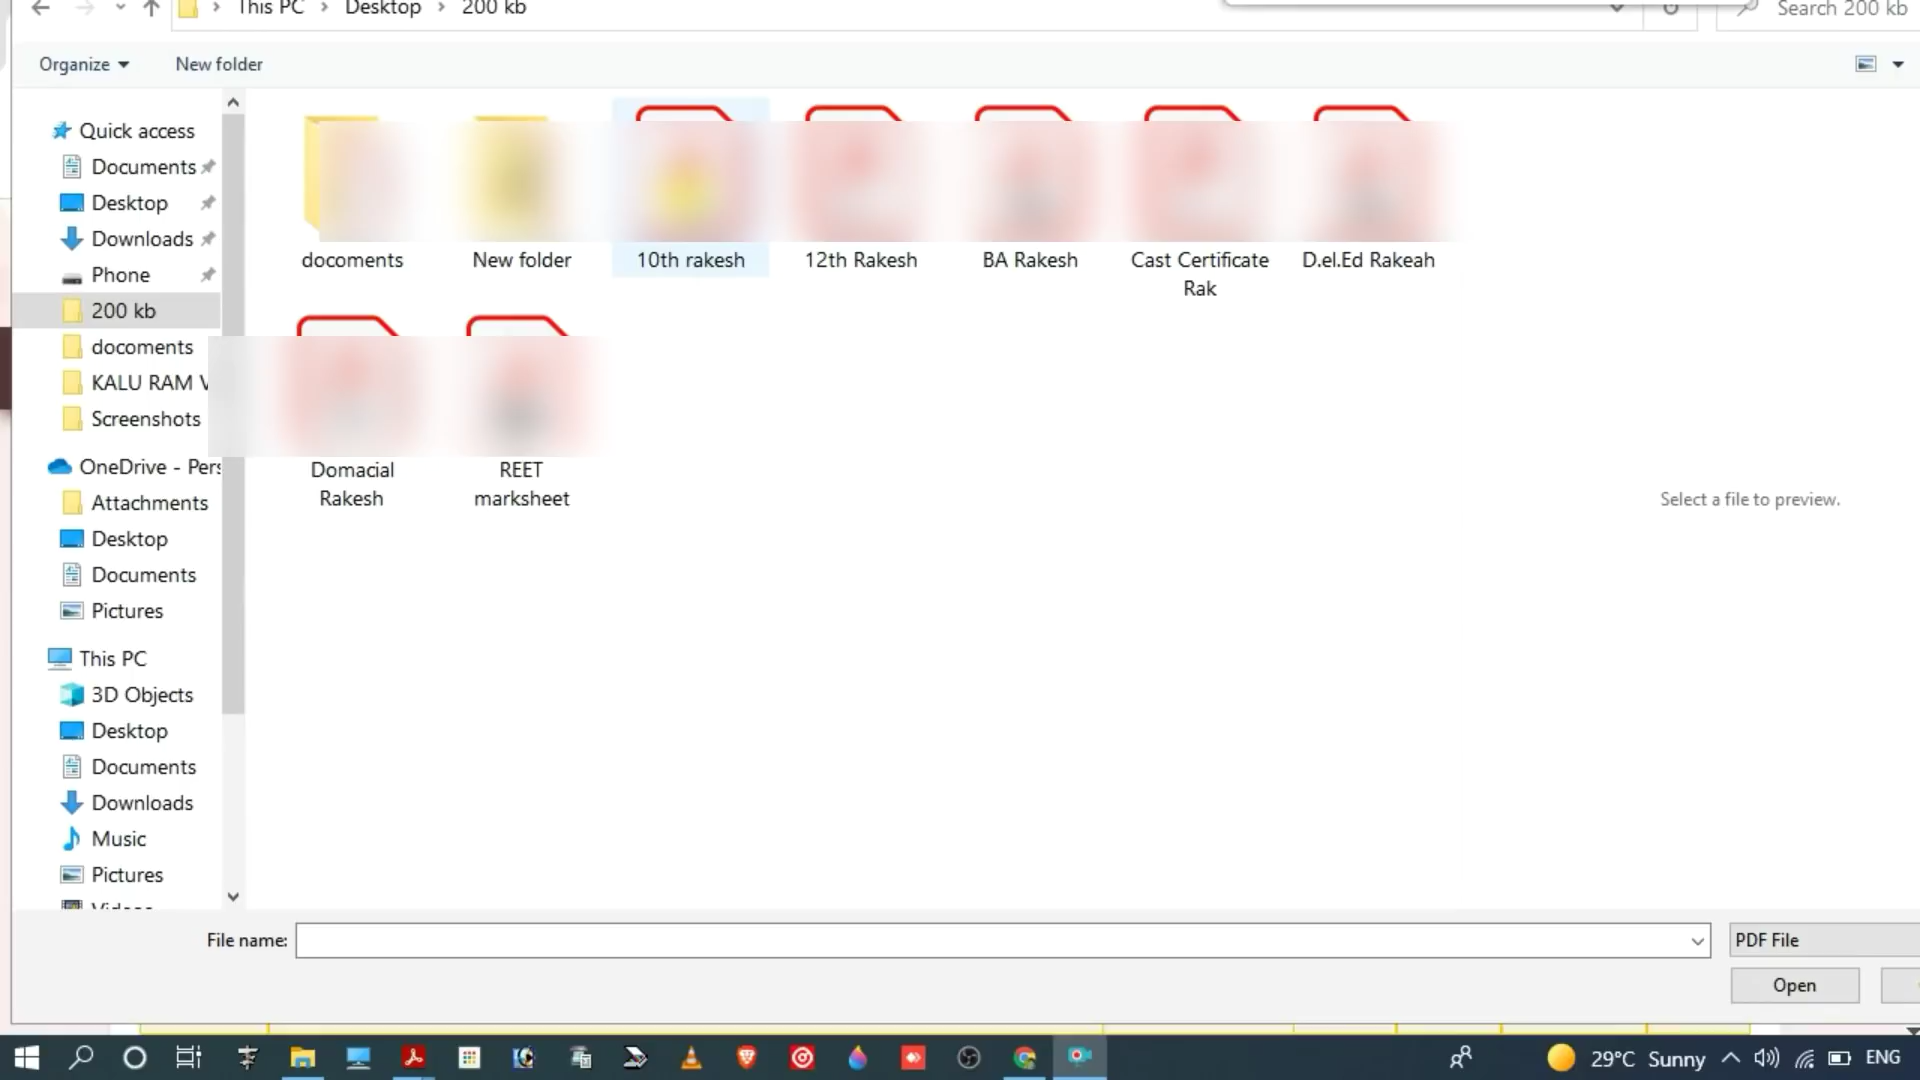 This PC > Desktop > 200 kb
Search 200 kb
Organize
New folder
Quick access
Documents
Desktop
Downloads
Phone
200 kb
docoments
KALU RAM V
Screenshots
OneDrive - Pers
Attachments
Desktop
Documents
Pictures
This PC
3D Objects
Desktop
Documents
Downloads
Music
Pictures
Videos
docoments
New folder
10th rakesh
12th Rakesh
BA Rakesh
Cast Certificate
Rak
D.el.Ed Rakeah
Domacial
Rakesh
REET
marksheet
Select a file to preview.
File name:
PDF File
Open
29°C Sunny
ENG